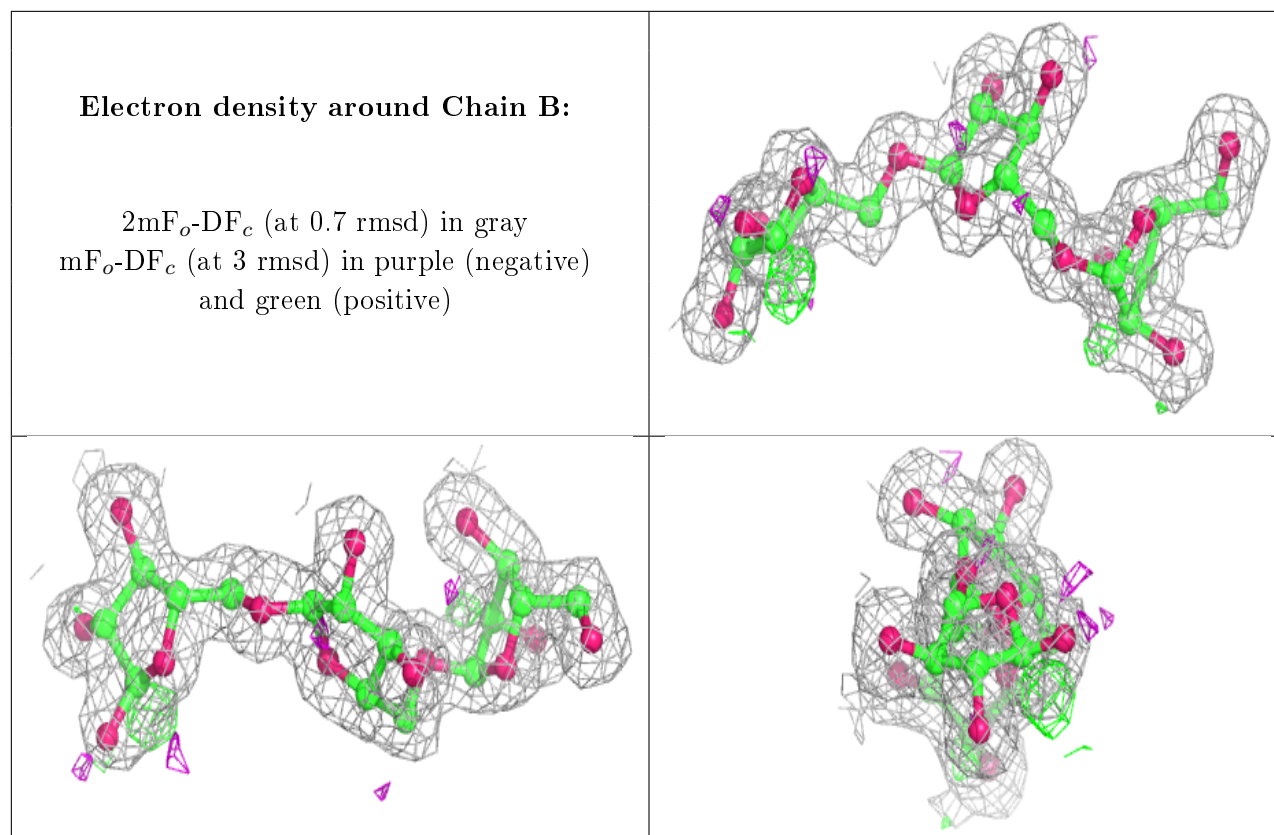 Electron density around Chain B:
2mFₒ-DF𝒸 (at 0.7 rmsd) in gray
mFₒ-DF𝒸 (at 3 rmsd) in purple (negative)
and green (positive)